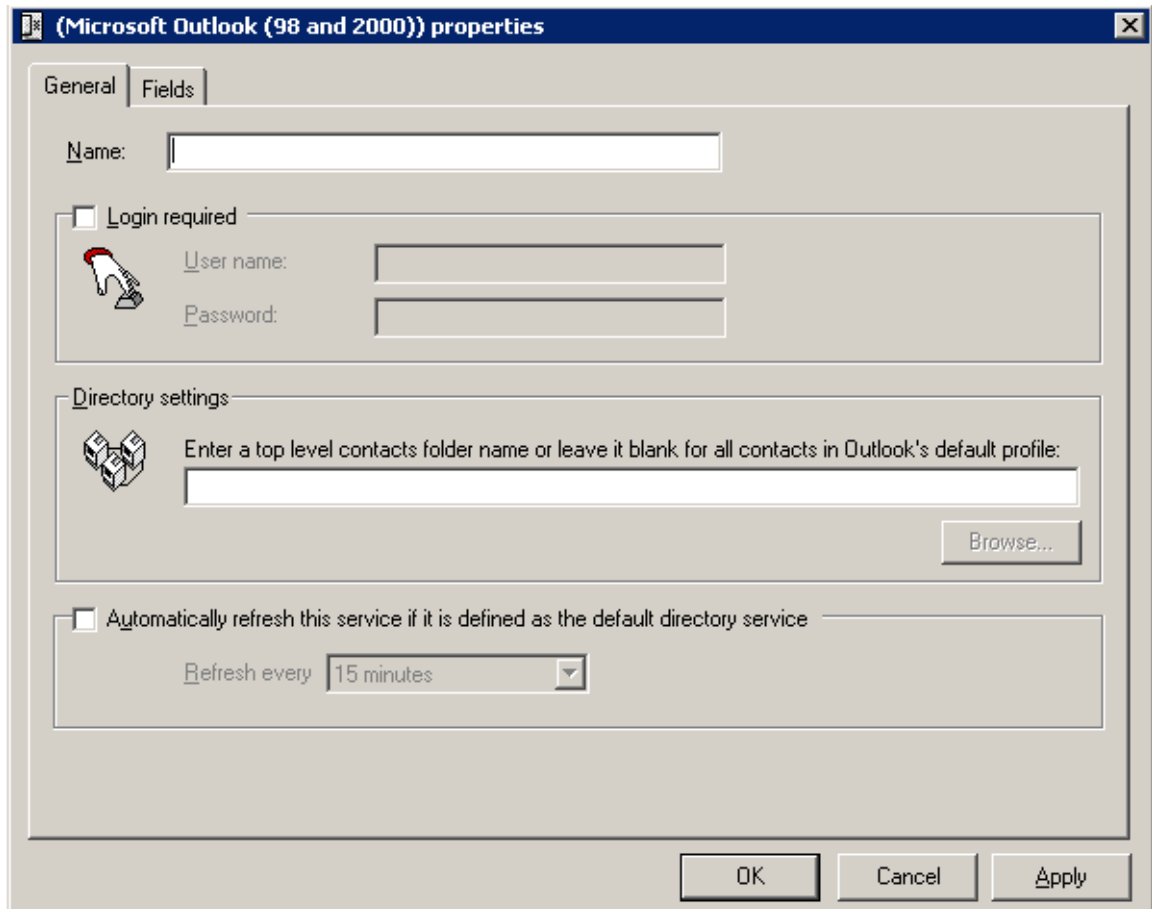 (Microsoft Outlook (98 and 2000)) properties
General Fields
Name:
Login required
User name:
Password:
Directory settings
Enter a top level contacts folder name or leave it blank for all contacts in Outlook's default profile:
Browse...
Automatically refresh this service if it is defined as the default directory service
Refresh every 15 minutes
OK Cancel Apply